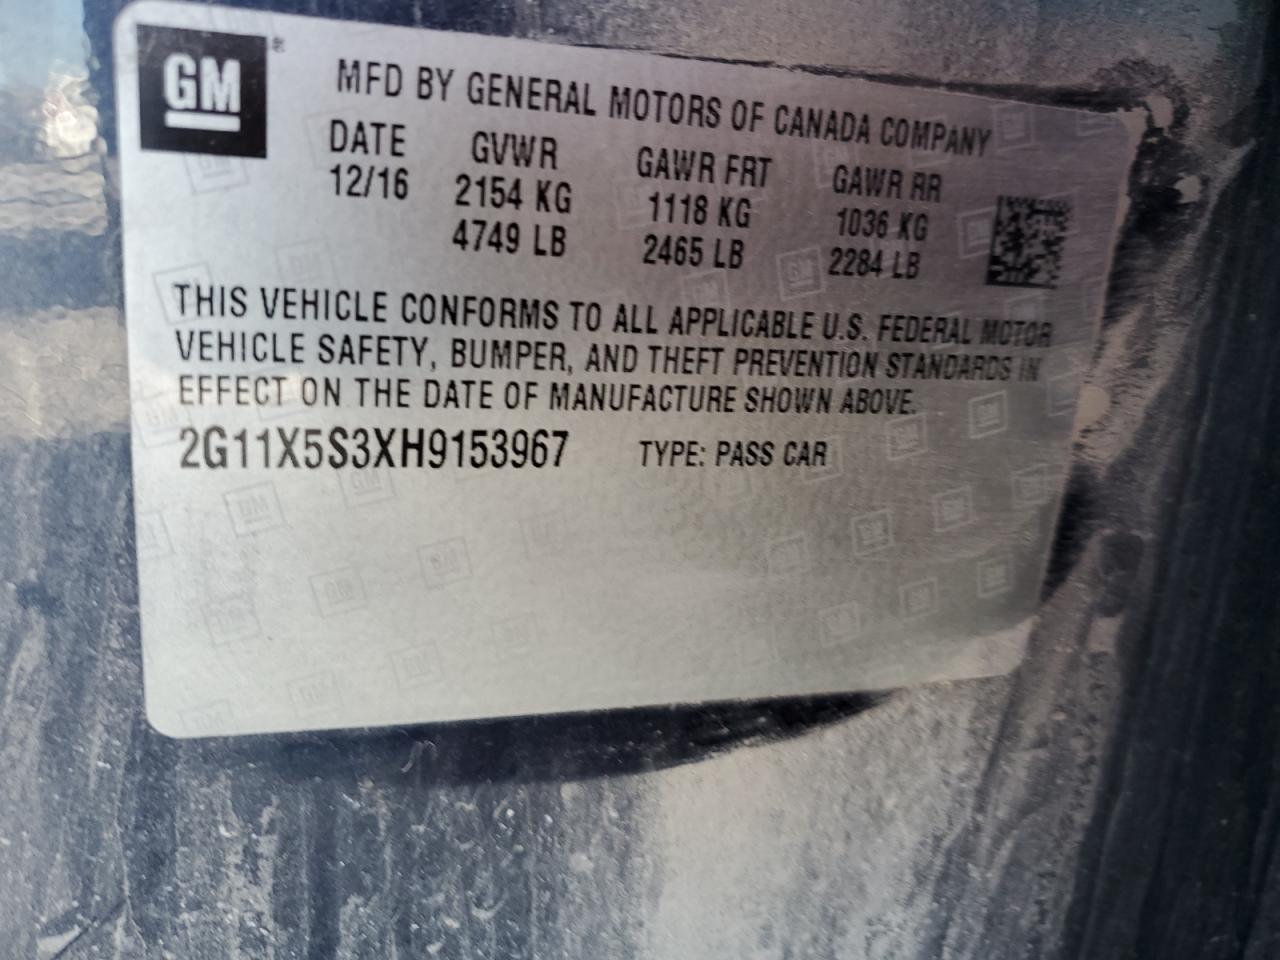 GM
MFD BY GENERAL MOTORS OF CANADA COMPANY
DATE GVWR GAWR FRT GAWR RR
12/16 2154 KG 1118 KG 1036 KG
4749 LB 2465 LB 2284 LB
THIS VEHICLE CONFORMS TO ALL APPLICABLE U.S. FEDERAL MOTOR
VEHICLE SAFETY, BUMPER, AND THEFT PREVENTION STANDARDS IN
EFFECT ON THE DATE OF MANUFACTURE SHOWN ABOVE.
2G11X5S3XH9153967 TYPE: PASS CAR